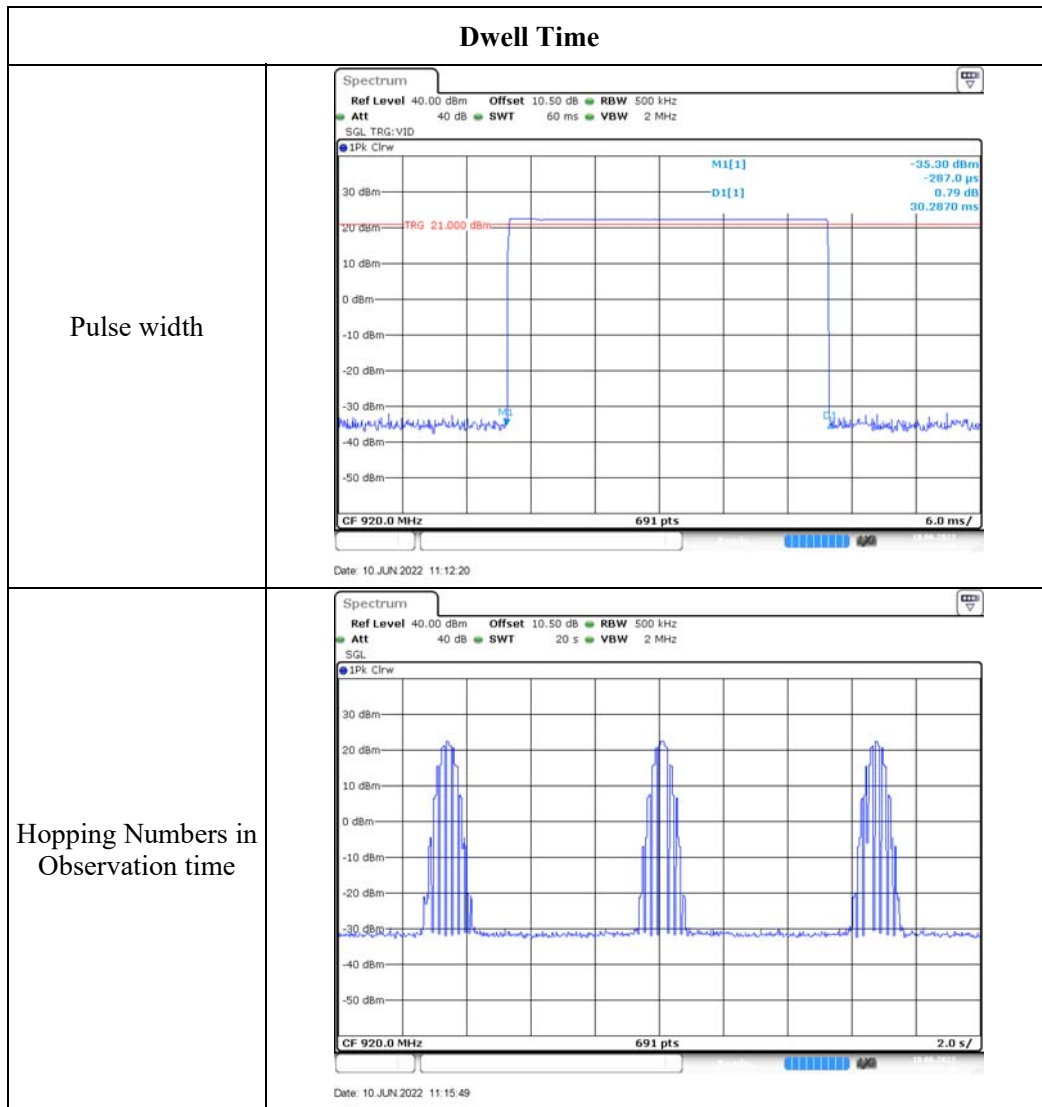 Dwell Time
Pulse width
Spectrum
Ref Level 40.00 dBm Offset 10.50 dB RBW 500 kHz
Att 40 dB SWT 60 ms VBW 2 MHz
SGL TRG:VID
1Pk Clrw
M1[1] -35.30 dBm
-287.0 µs
30 dBm D1[1] 0.79 dB
30.2870 ms
20 dBm TRG 21.000 dBm
10 dBm
0 dBm
-10 dBm
-20 dBm
-30 dBm
M1
D1
-40 dBm
-50 dBm
CF 920.0 MHz 691 pts 6.0 ms/
Date: 10.JUN.2022 11:12:20
Hopping Numbers in
Observation time
Spectrum
Ref Level 40.00 dBm Offset 10.50 dB RBW 500 kHz
Att 40 dB SWT 20 s VBW 2 MHz
SGL
1Pk Clrw
30 dBm
20 dBm
10 dBm
0 dBm
-10 dBm
-20 dBm
-30 dBm
-40 dBm
-50 dBm
CF 920.0 MHz 691 pts 2.0 s/
Date: 10.JUN.2022 11:15:49